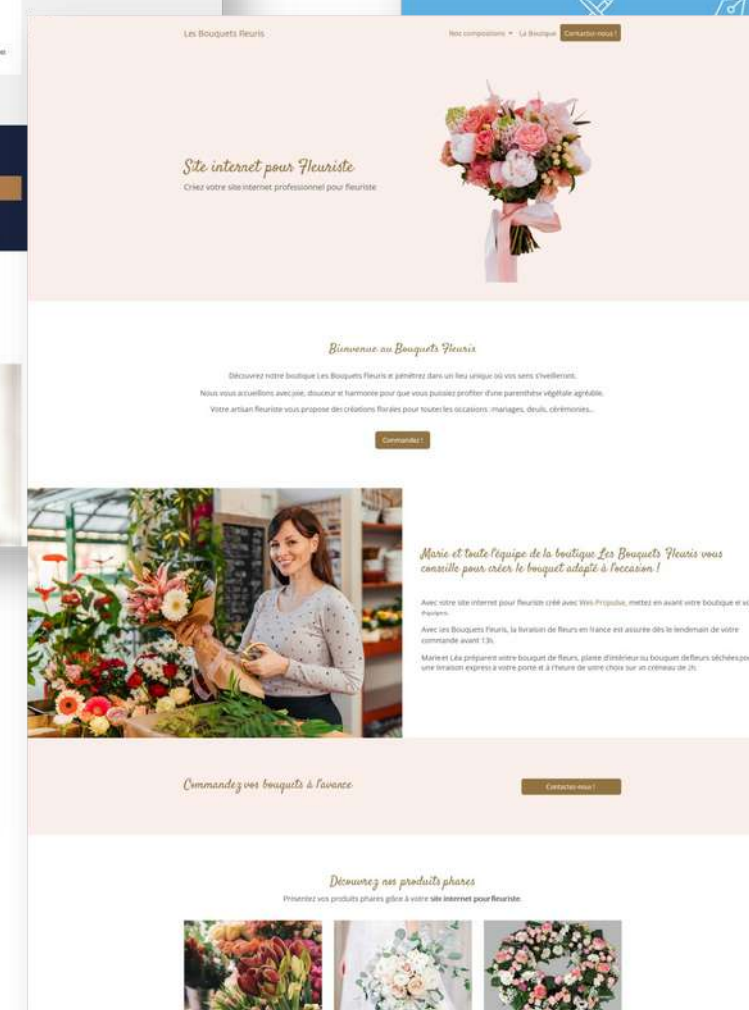 Les Bouquets fleuris
Nos compositions
La Boutique
Contactez-nous !
Site internet pour Fleuriste
Criez votre site internet professionnel pour fleuriste
Bienvenue au Bouquets Fleuris
Découvrez notre boutique Les Bouquets Fleuris et pénétrez dans un lieu unique où vos sens s'éveilleront.
Nous vous accueillons avec joie, douceur et harmonie pour que vous puissiez profiter d'une parenthèse végétale agréable.
Votre artisan fleuriste vous propose des créations florales pour toutes les occasions : mariages, deuils, cérémonies...
Commandez !
Marie et toute l'équipe de la boutique Les Bouquets Fleuris vous
conseille pour créer le bouquet adapté à l'occasion !
Avec votre site internet pour fleuriste créé avec Web-Propulse, mettez en avant votre boutique et vo
Avec Les Bouquets Fleuris, la livraison de fleurs en France est assurée dès le lendemain de votre
commande avant 13h.
Marie et Léa préparent votre bouquet de fleurs, plante d'intérieur ou bouquet de fleurs séchées pou
une livraison express à votre porte et à l'heure de votre choix sur un créneau de 2h.
Commandez vos bouquets à l'avance
Contactez-nous !
Découvrez nos produits phares
Présentez vos produits phares grâce à votre site internet pour fleuriste.